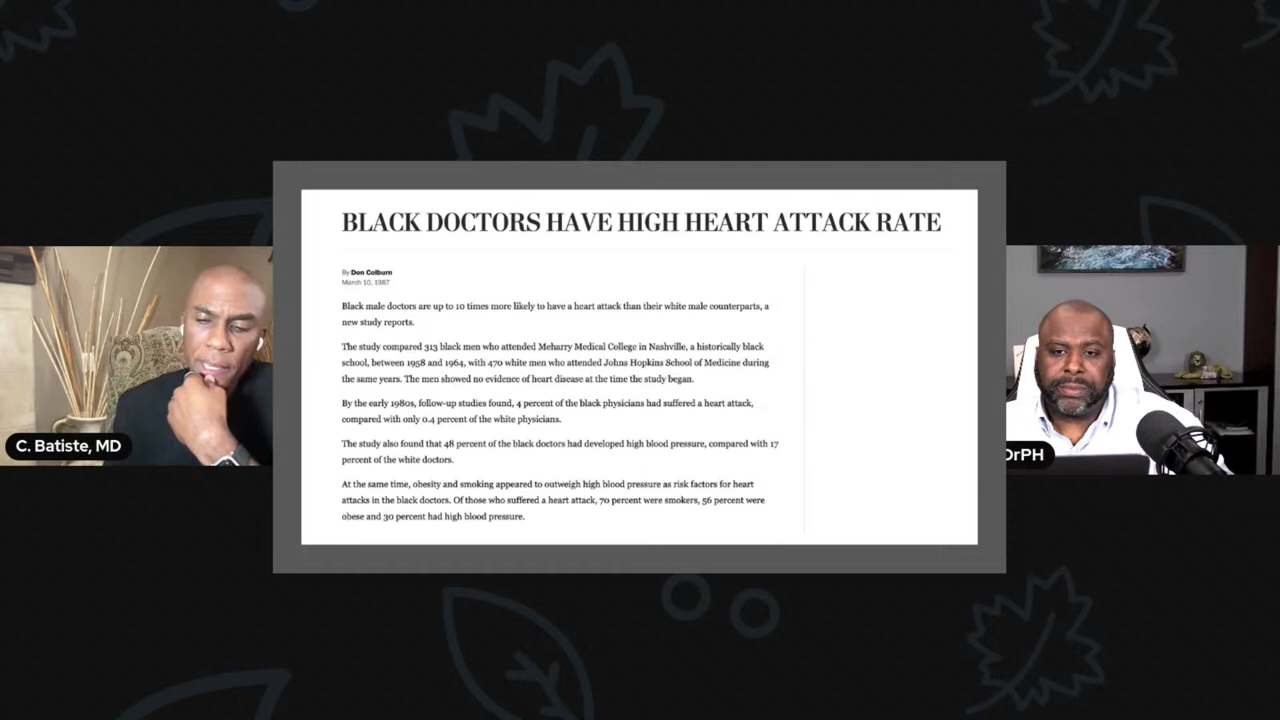 BLACK DOCTORS HAVE HIGH HEART ATTACK RATE
By Don Colburn
March 10, 1987
Black male doctors are up to 10 times more likely to have a heart attack than their white male counterparts, a
new study reports.
The study compared 313 black men who attended Meharry Medical College in Nashville, a historically black
school, between 1958 and 1964, with 470 white men who attended Johns Hopkins School of Medicine during
the same years. The men showed no evidence of heart disease at the time the study began.
By the early 1980s, follow-up studies found, 4 percent of the black physicians had suffered a heart attack,
compared with only 0.4 percent of the white physicians.
The study also found that 48 percent of the black doctors had developed high blood pressure, compared with 17
percent of the white doctors.
At the same time, obesity and smoking appeared to outweigh high blood pressure as risk factors for heart
attacks in the black doctors. Of those who suffered a heart attack, 70 percent were smokers, 56 percent were
obese and 30 percent had high blood pressure.
C. Batiste, MD
DrPH